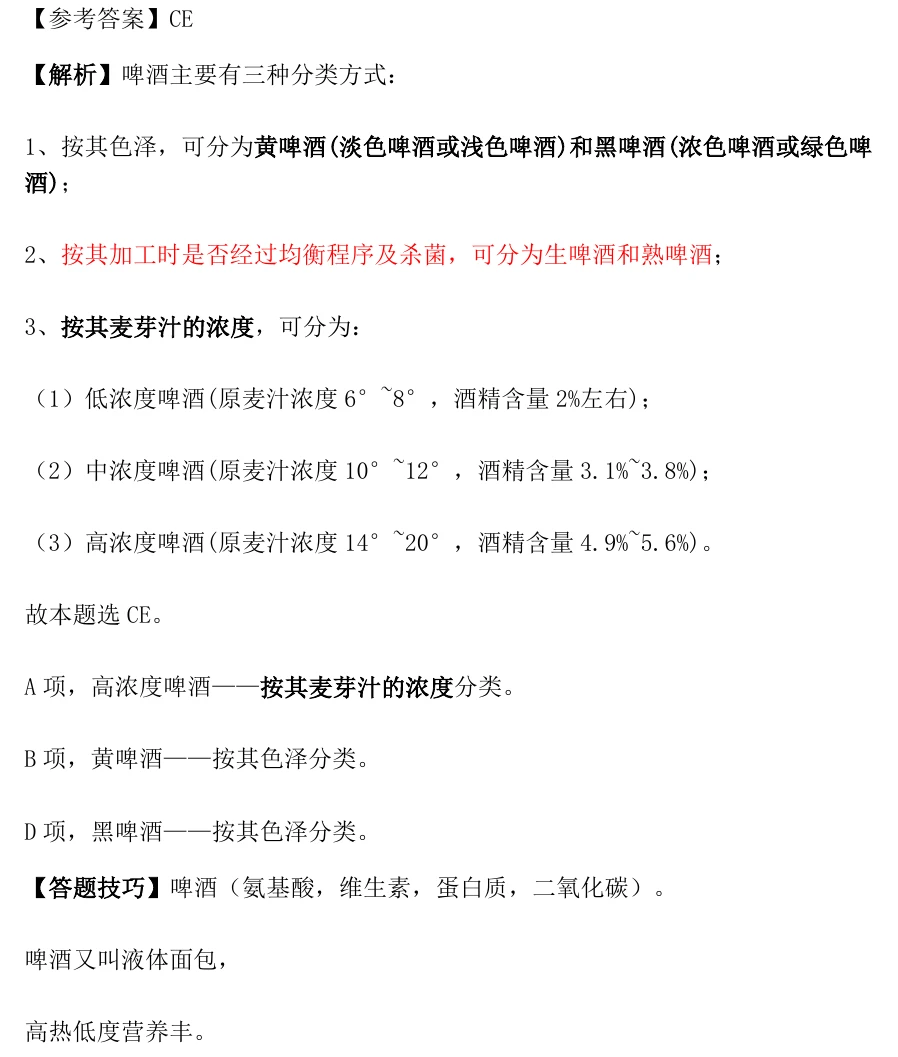 【参考答案】CE
【解析】啤酒主要有三种分类方式：
1、按其色泽，可分为黄啤酒(淡色啤酒或浅色啤酒)和黑啤酒(浓色啤酒或绿色啤
酒)；
2、按其加工时是否经过均衡程序及杀菌，可分为生啤酒和熟啤酒；
3、按其麦芽汁的浓度，可分为：
（1）低浓度啤酒(原麦汁浓度 6°~8°，酒精含量 2%左右)；
（2）中浓度啤酒(原麦汁浓度 10°~12°，酒精含量 3.1%~3.8%)；
（3）高浓度啤酒(原麦汁浓度 14°~20°，酒精含量 4.9%~5.6%)。
故本题选 CE。
A 项，高浓度啤酒——按其麦芽汁的浓度分类。
B 项，黄啤酒——按其色泽分类。
D 项，黑啤酒——按其色泽分类。
【答题技巧】啤酒（氨基酸，维生素，蛋白质，二氧化碳）。
啤酒又叫液体面包，
高热低度营养丰。